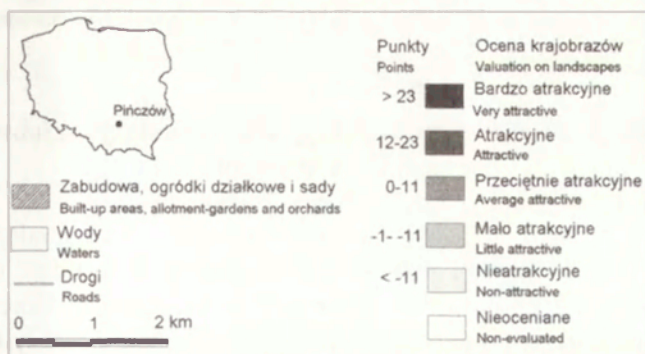 Pińczów
Zabudowa, ogródki działkowe i sady
Built-up areas, allotment-gardens and orchards
Wody
Waters
Drogi
Roads
0 1 2 km
Punkty
Points
Ocena krajobrazów
Valuation on landscapes
> 23 Bardzo atrakcyjne
Very attractive
12-23 Atrakcyjne
Attractive
0-11 Przeciętnie atrakcyjne
Average attractive
-1- -11 Mało atrakcyjne
Little attractive
< -11 Nieatrakcyjne
Non-attractive
Nieoceniane
Non-evaluated